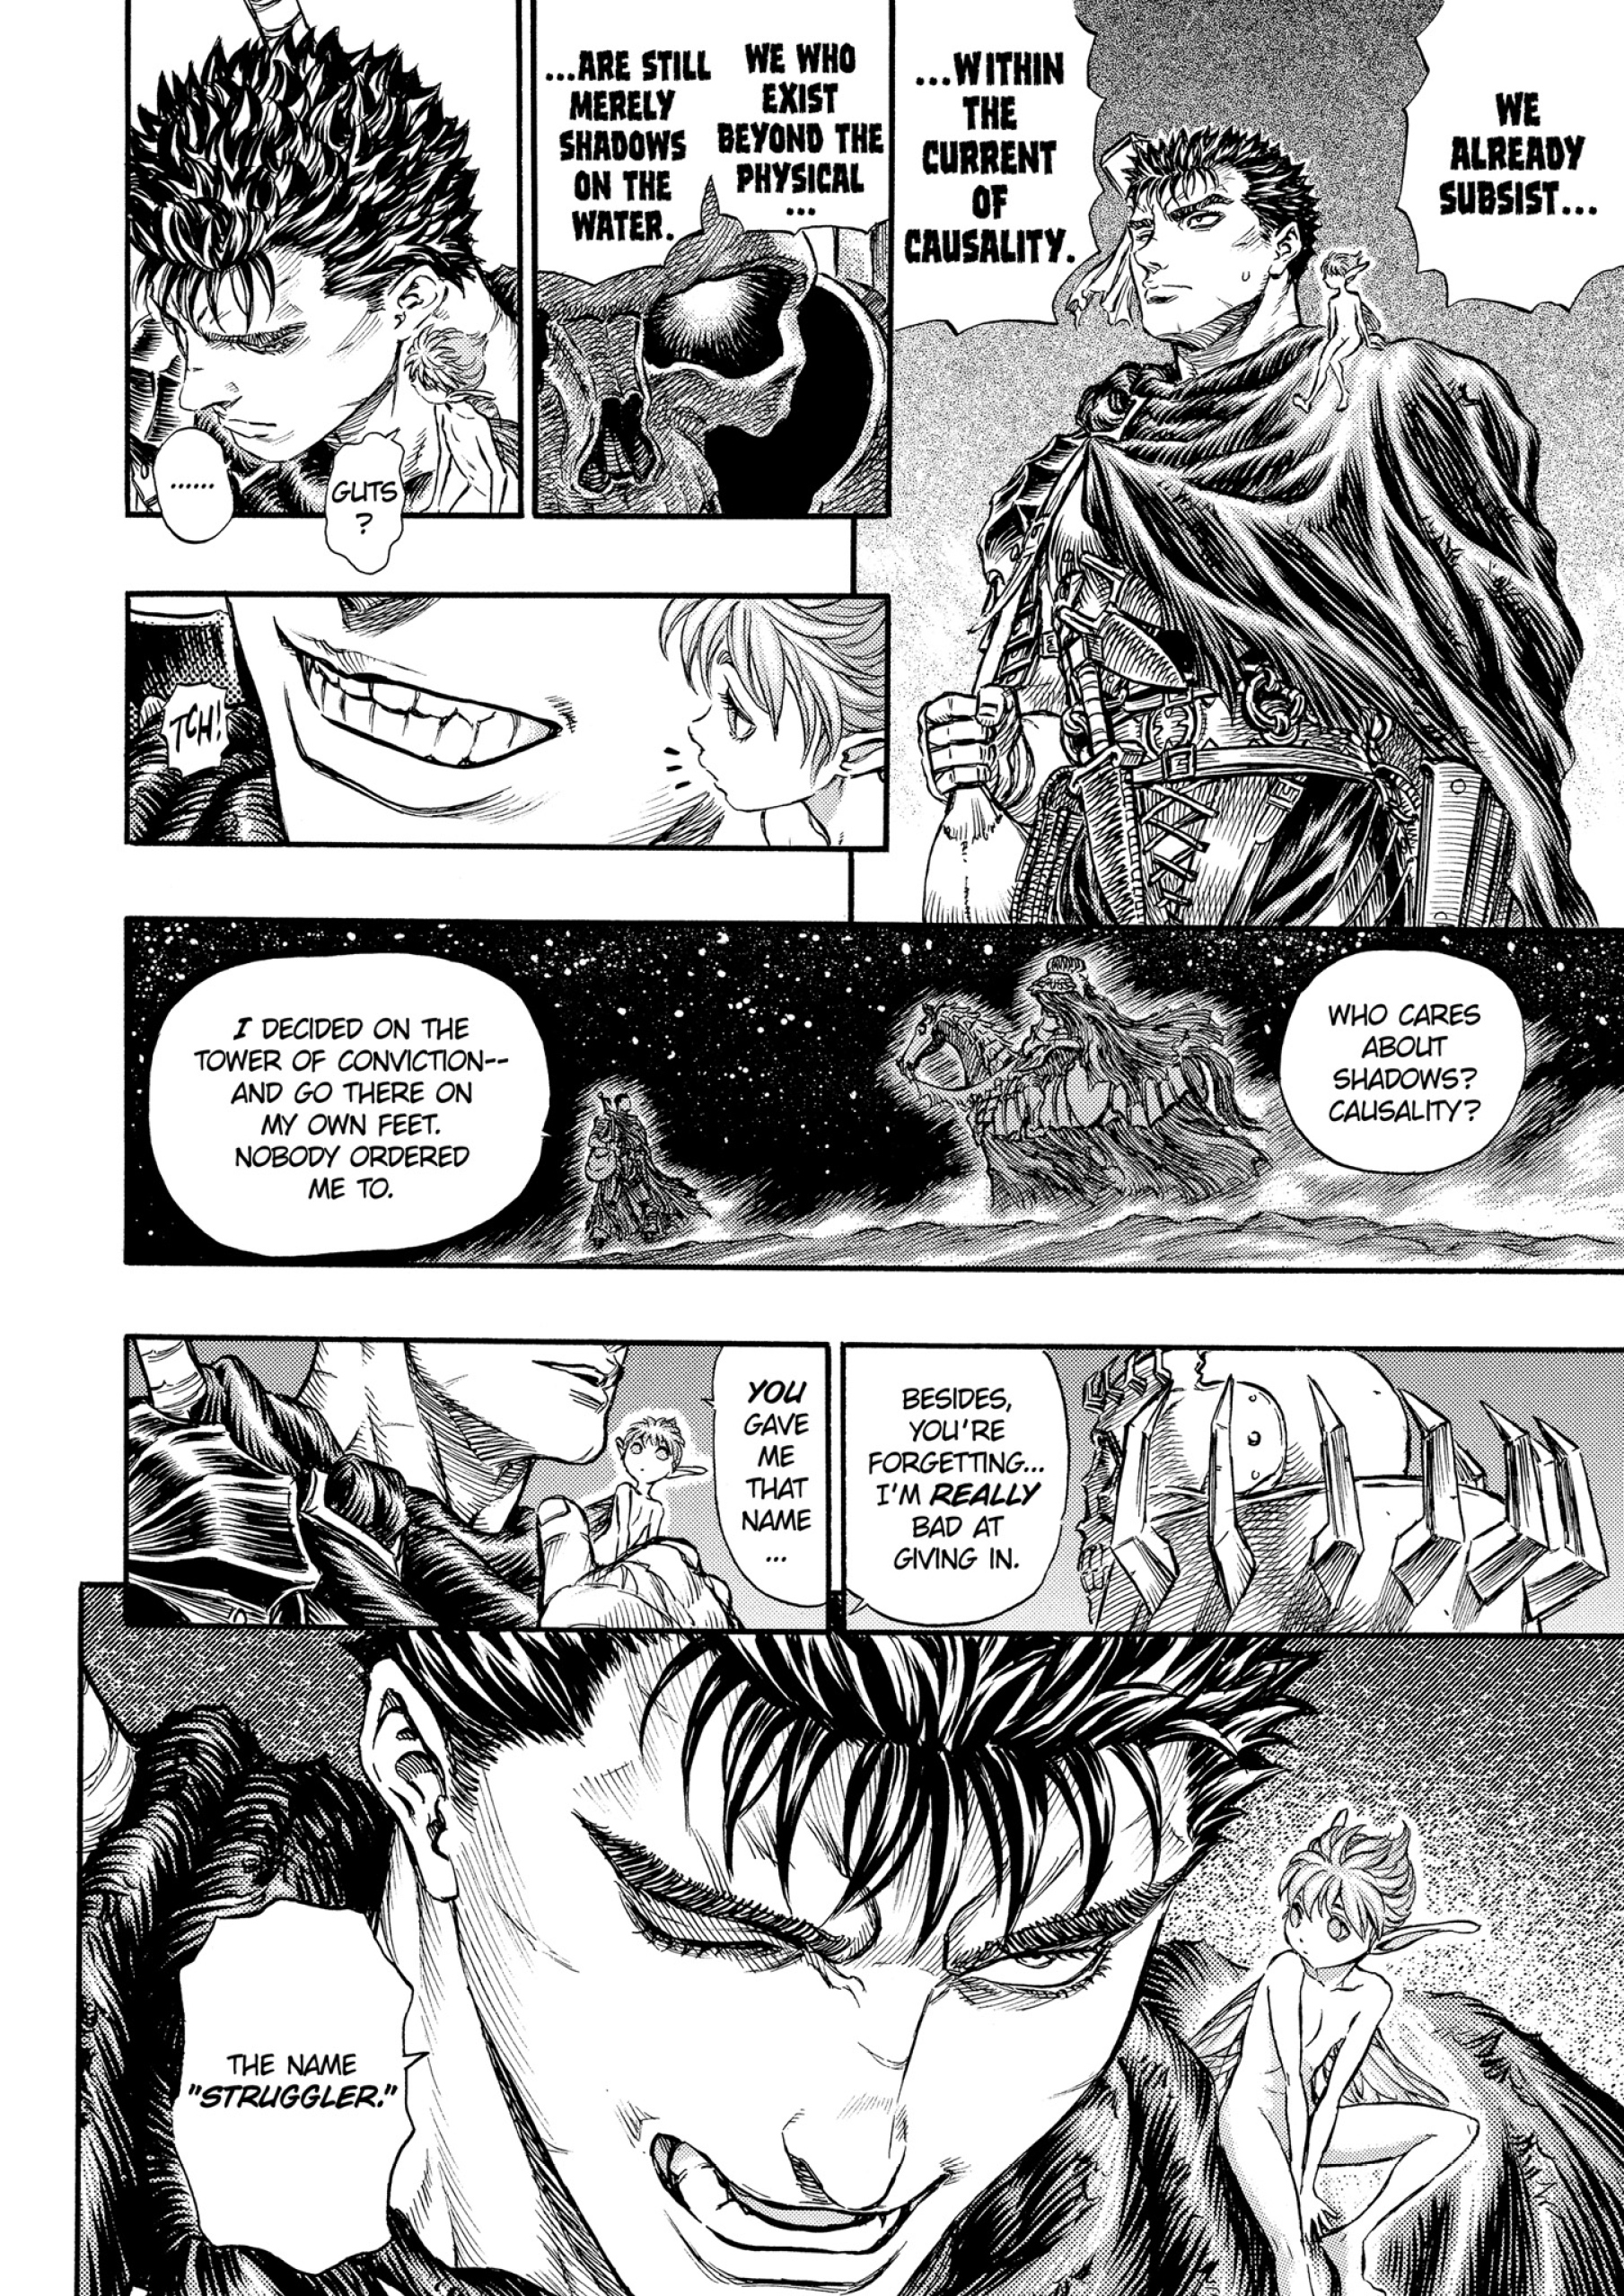 WE
ALREADY
SUBSIST...
...WITHIN
THE
CURRENT
OF
CAUSALITY.
WE WHO
EXIST
BEYOND THE
PHYSICAL
...
...ARE STILL
MERELY
SHADOWS
ON THE
WATER.
GUTS
?
......
TCH!
WHO CARES
ABOUT
SHADOWS?
CAUSALITY?
I DECIDED ON THE
TOWER OF CONVICTION--
AND GO THERE ON
MY OWN FEET.
NOBODY ORDERED
ME TO.
BESIDES,
YOU'RE
FORGETTING...
I'M REALLY
BAD AT
GIVING IN.
YOU
GAVE
ME
THAT
NAME
...
THE NAME
"STRUGGLER."